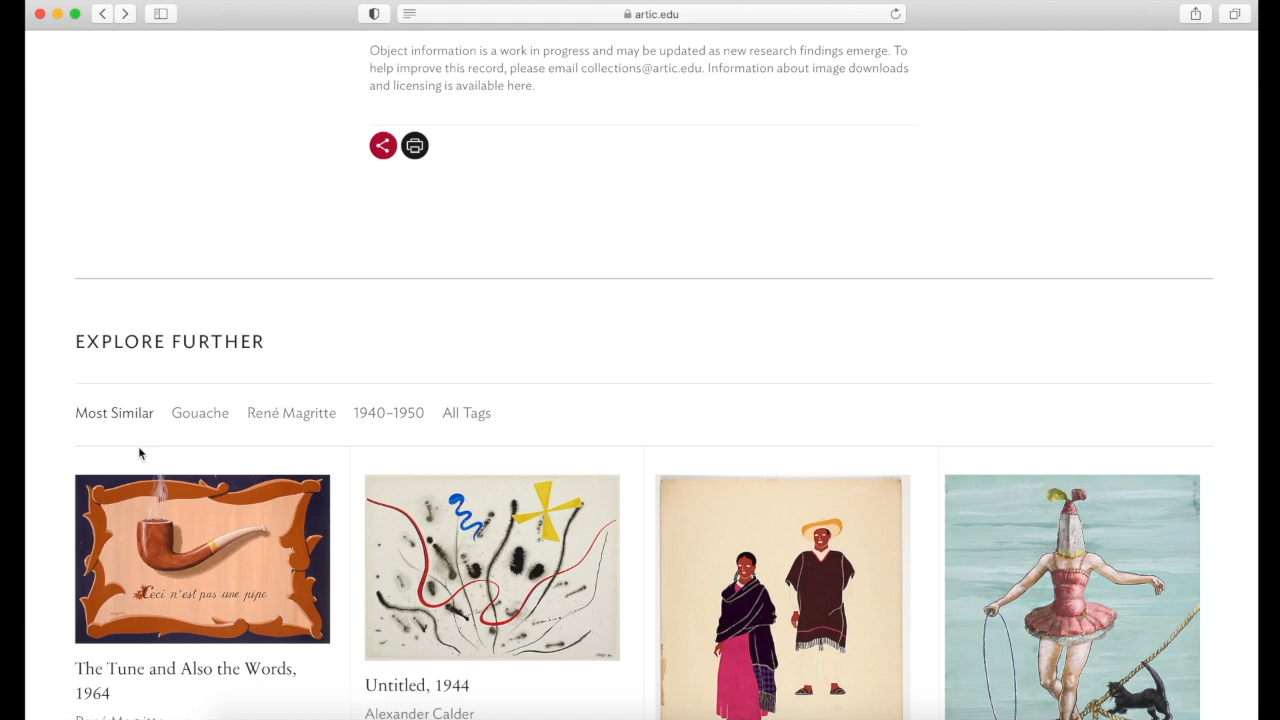 artic.edu
Object information is a work in progress and may be updated as new research findings emerge. To
help improve this record, please email collections@artic.edu. Information about image downloads
and licensing is available here.
EXPLORE FURTHER
Most Similar Gouache René Magritte 1940–1950 All Tags
Ceci n'est pas une pipe
The Tune and Also the Words,
1964
René Magritte
Untitled, 1944
Alexander Calder